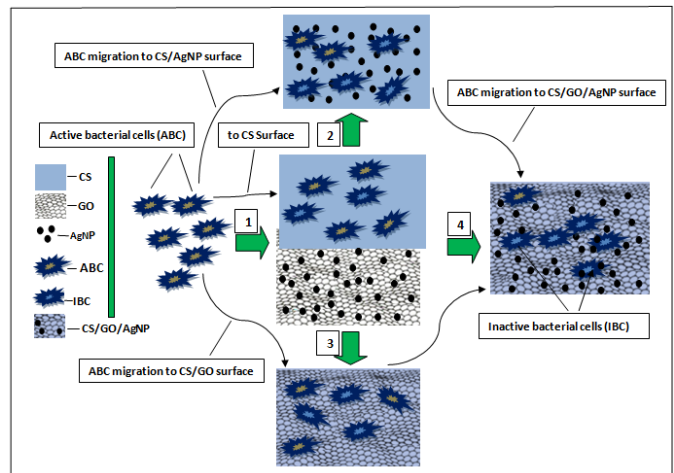 ABC migration to CS/AgNP surface
ABC migration to CS/GO/AgNP surface
Active bacterial cells (ABC)
to CS Surface
2
CS
GO
AgNP
ABC
IBC
CS/GO/AgNP
1
4
3
Inactive bacterial cells (IBC)
ABC migration to CS/GO surface